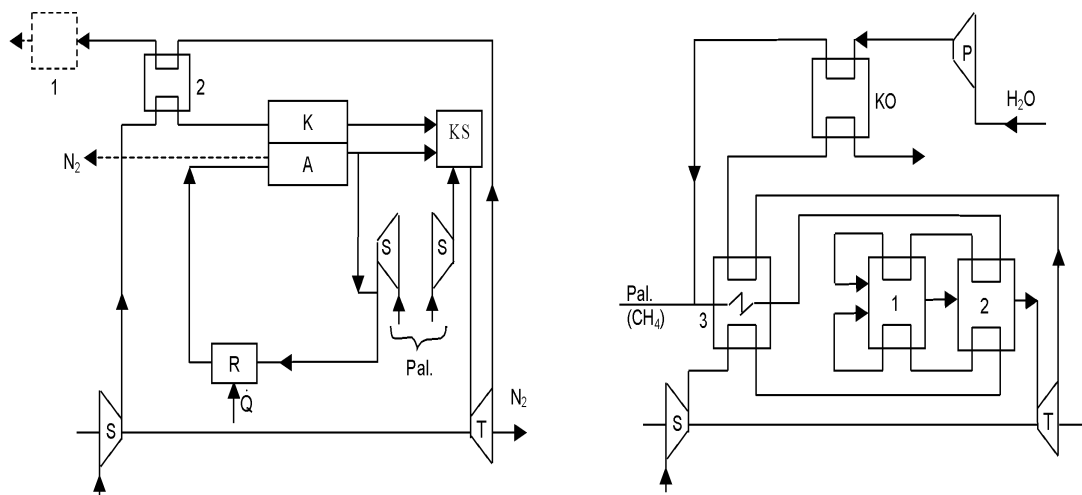 1
2
K
KS
N₂
A
S
S
Pal.
R
Q̇
N₂
S
T
P
KO
H₂O
Pal.
(CH₄)
3
1
2
S
T